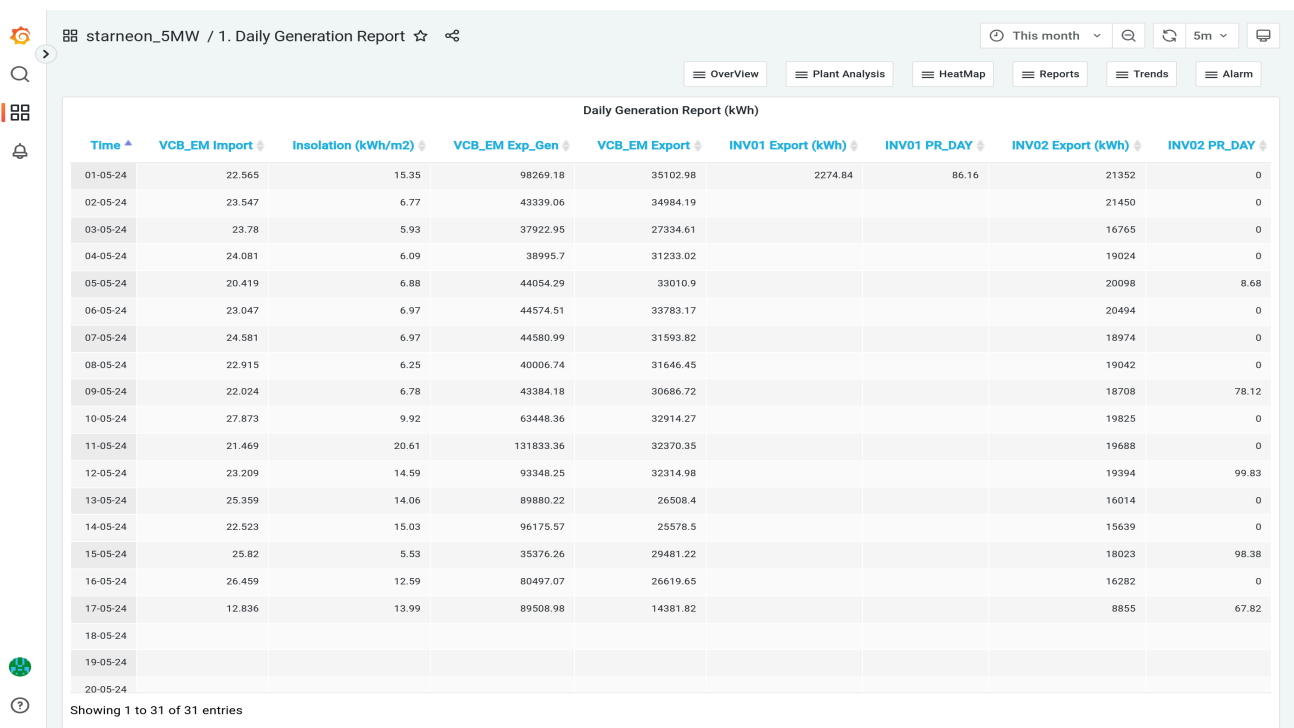 starneon_5MW / 1. Daily Generation Report
This month
5m
OverView Plant Analysis HeatMap Reports Trends Alarm
Daily Generation Report (kWh)
Time VCB_EM Import Insolation (kWh/m2) VCB_EM Exp_Gen VCB_EM Export INV01 Export (kWh) INV01 PR_DAY INV02 Export (kWh) INV02 PR_DAY
01-05-24 22.565 15.35 98269.18 35102.98 2274.84 86.16 21352 0
02-05-24 23.547 6.77 43339.06 34984.19 21450 0
03-05-24 23.78 5.93 37922.95 27334.61 16765 0
04-05-24 24.081 6.09 38995.7 31233.02 19024 0
05-05-24 20.419 6.88 44054.29 33010.9 20098 8.68
06-05-24 23.047 6.97 44574.51 33783.17 20494 0
07-05-24 24.581 6.97 44580.99 31593.82 18974 0
08-05-24 22.915 6.25 40006.74 31646.45 19042 0
09-05-24 22.024 6.78 43384.18 30686.72 18708 78.12
10-05-24 27.873 9.92 63448.36 32914.27 19825 0
11-05-24 21.469 20.61 131833.36 32370.35 19688 0
12-05-24 23.209 14.59 93348.25 32314.98 19394 99.83
13-05-24 25.359 14.06 89880.22 26508.4 16014 0
14-05-24 22.523 15.03 96175.57 25578.5 15639 0
15-05-24 25.82 5.53 35376.26 29481.22 18023 98.38
16-05-24 26.459 12.59 80497.07 26619.65 16282 0
17-05-24 12.836 13.99 89508.98 14381.82 8855 67.82
18-05-24
19-05-24
20-05-24
Showing 1 to 31 of 31 entries